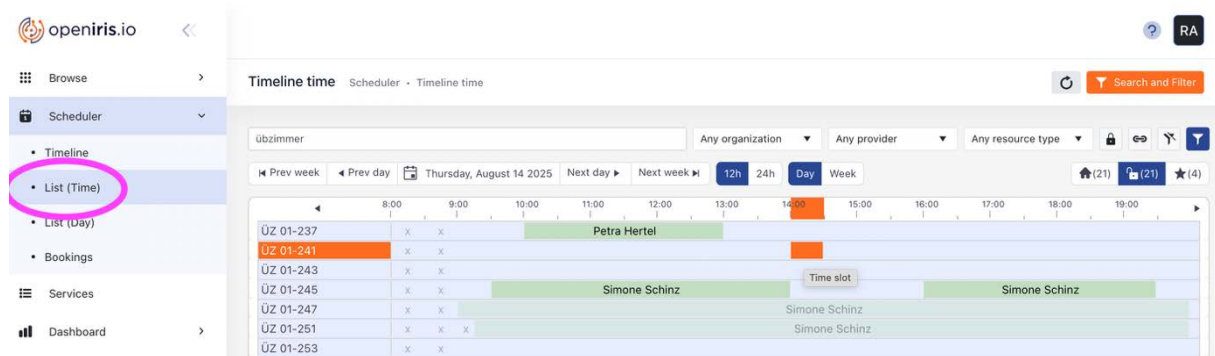 openiris.io
RA
Browse
Timeline time Scheduler • Timeline time
Search and Filter
Scheduler
übzimmer Any organization Any provider Any resource type
Timeline
Prev week Prev day Thursday, August 14 2025 Next day Next week 12h 24h Day Week (21) (21) (4)
List (Time)
8:00 9:00 10:00 11:00 12:00 13:00 14:00 15:00 16:00 17:00 18:00 19:00
List (Day)
ÜZ 01-237 x x Petra Hertel
ÜZ 01-241 x x
Bookings
ÜZ 01-243 x x
Time slot
Services
ÜZ 01-245 x x Simone Schinz Simone Schinz
ÜZ 01-247 x x Simone Schinz
Dashboard
ÜZ 01-251 x x x Simone Schinz
ÜZ 01-253 x x